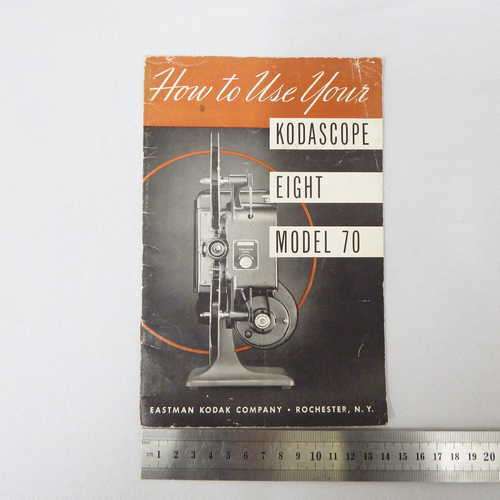 How to Use Your
KODASCOPE
EIGHT
MODEL 70
EASTMAN KODAK COMPANY • ROCHESTER, N. Y.
1 2 3 4 5 6 7 8 9 10 11 12 13 14 15 16 17 18 19 20